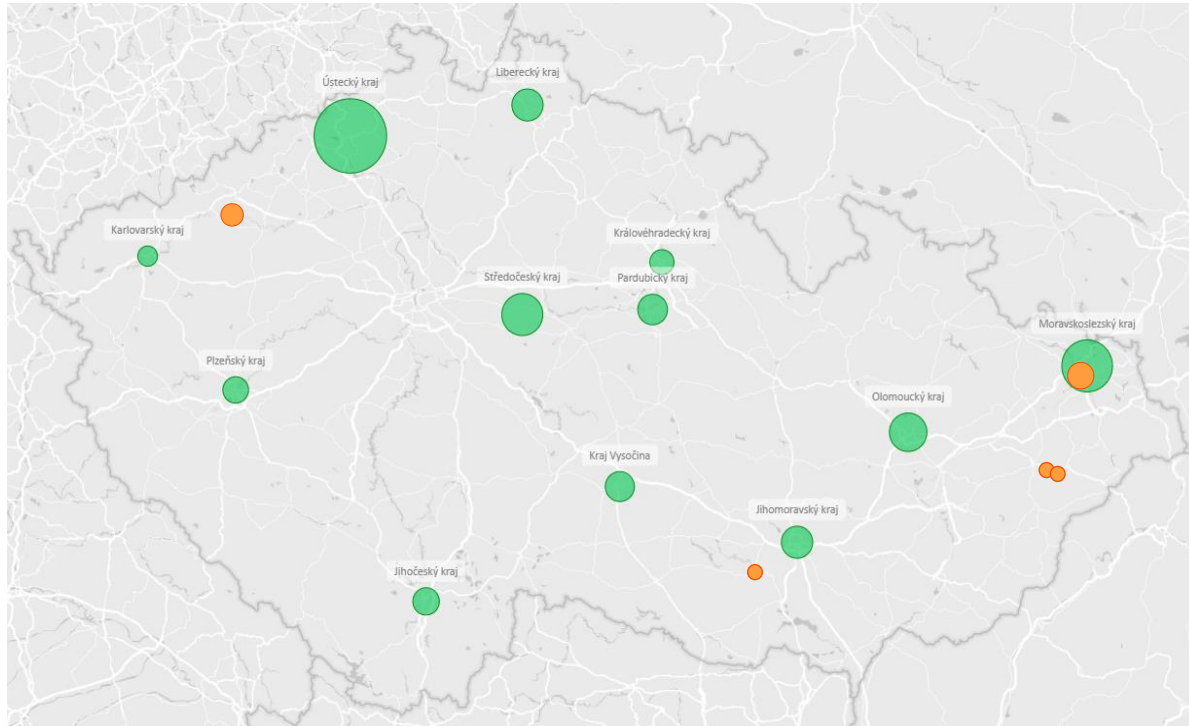 Liberecký kraj
Ústecký kraj
Karlovarský kraj
Královéhradecký kraj
Středočeský kraj
Pardubický kraj
Moravskoslezský kraj
Plzeňský kraj
Olomoucký kraj
Kraj Vysočina
Jihomoravský kraj
Jihočeský kraj